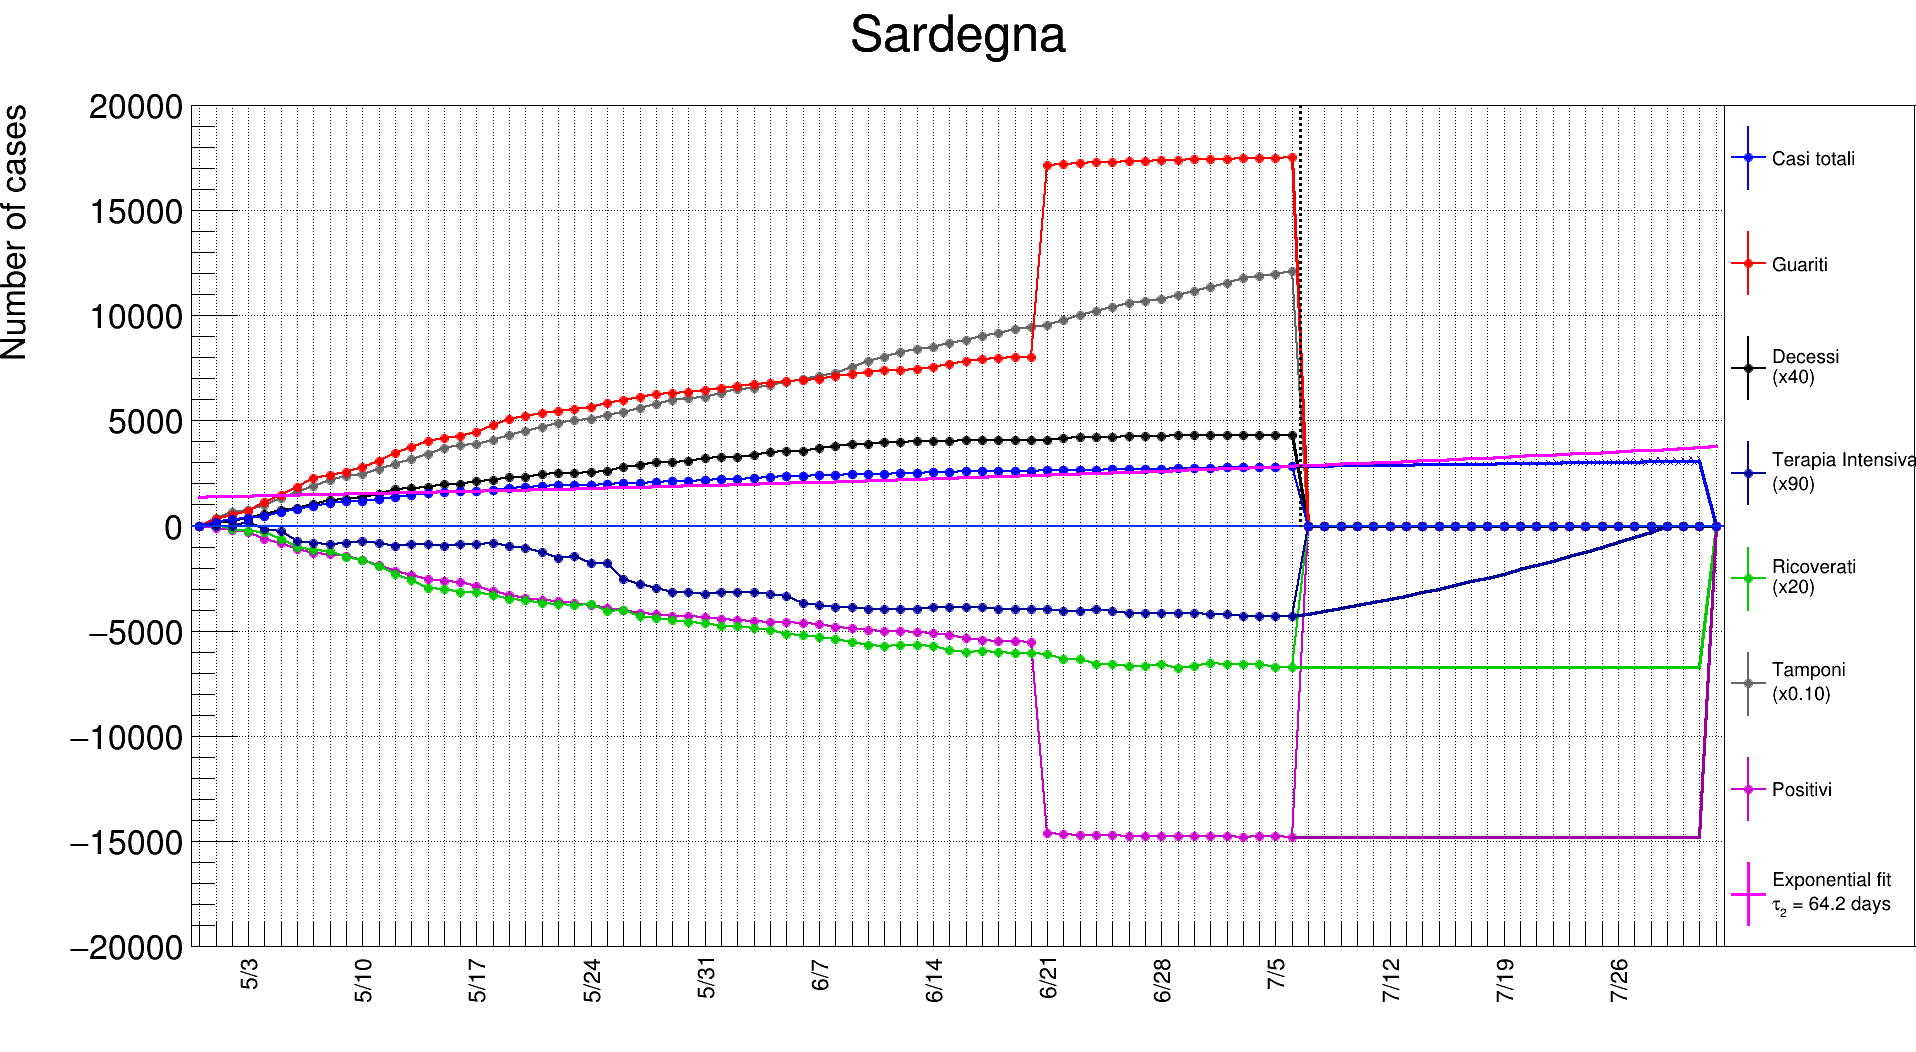 Sardegna
Number of cases
20000
15000
10000
5000
0
−5000
−10000
−15000
−20000
5/3
5/10
5/17
5/24
5/31
6/7
6/14
6/21
6/28
7/5
7/12
7/19
7/26
Casi totali
Guariti
Decessi
(x40)
Terapia Intensiva
(x90)
Ricoverati
(x20)
Tamponi
(x0.10)
Positivi
Exponential fit
τ2 = 64.2 days